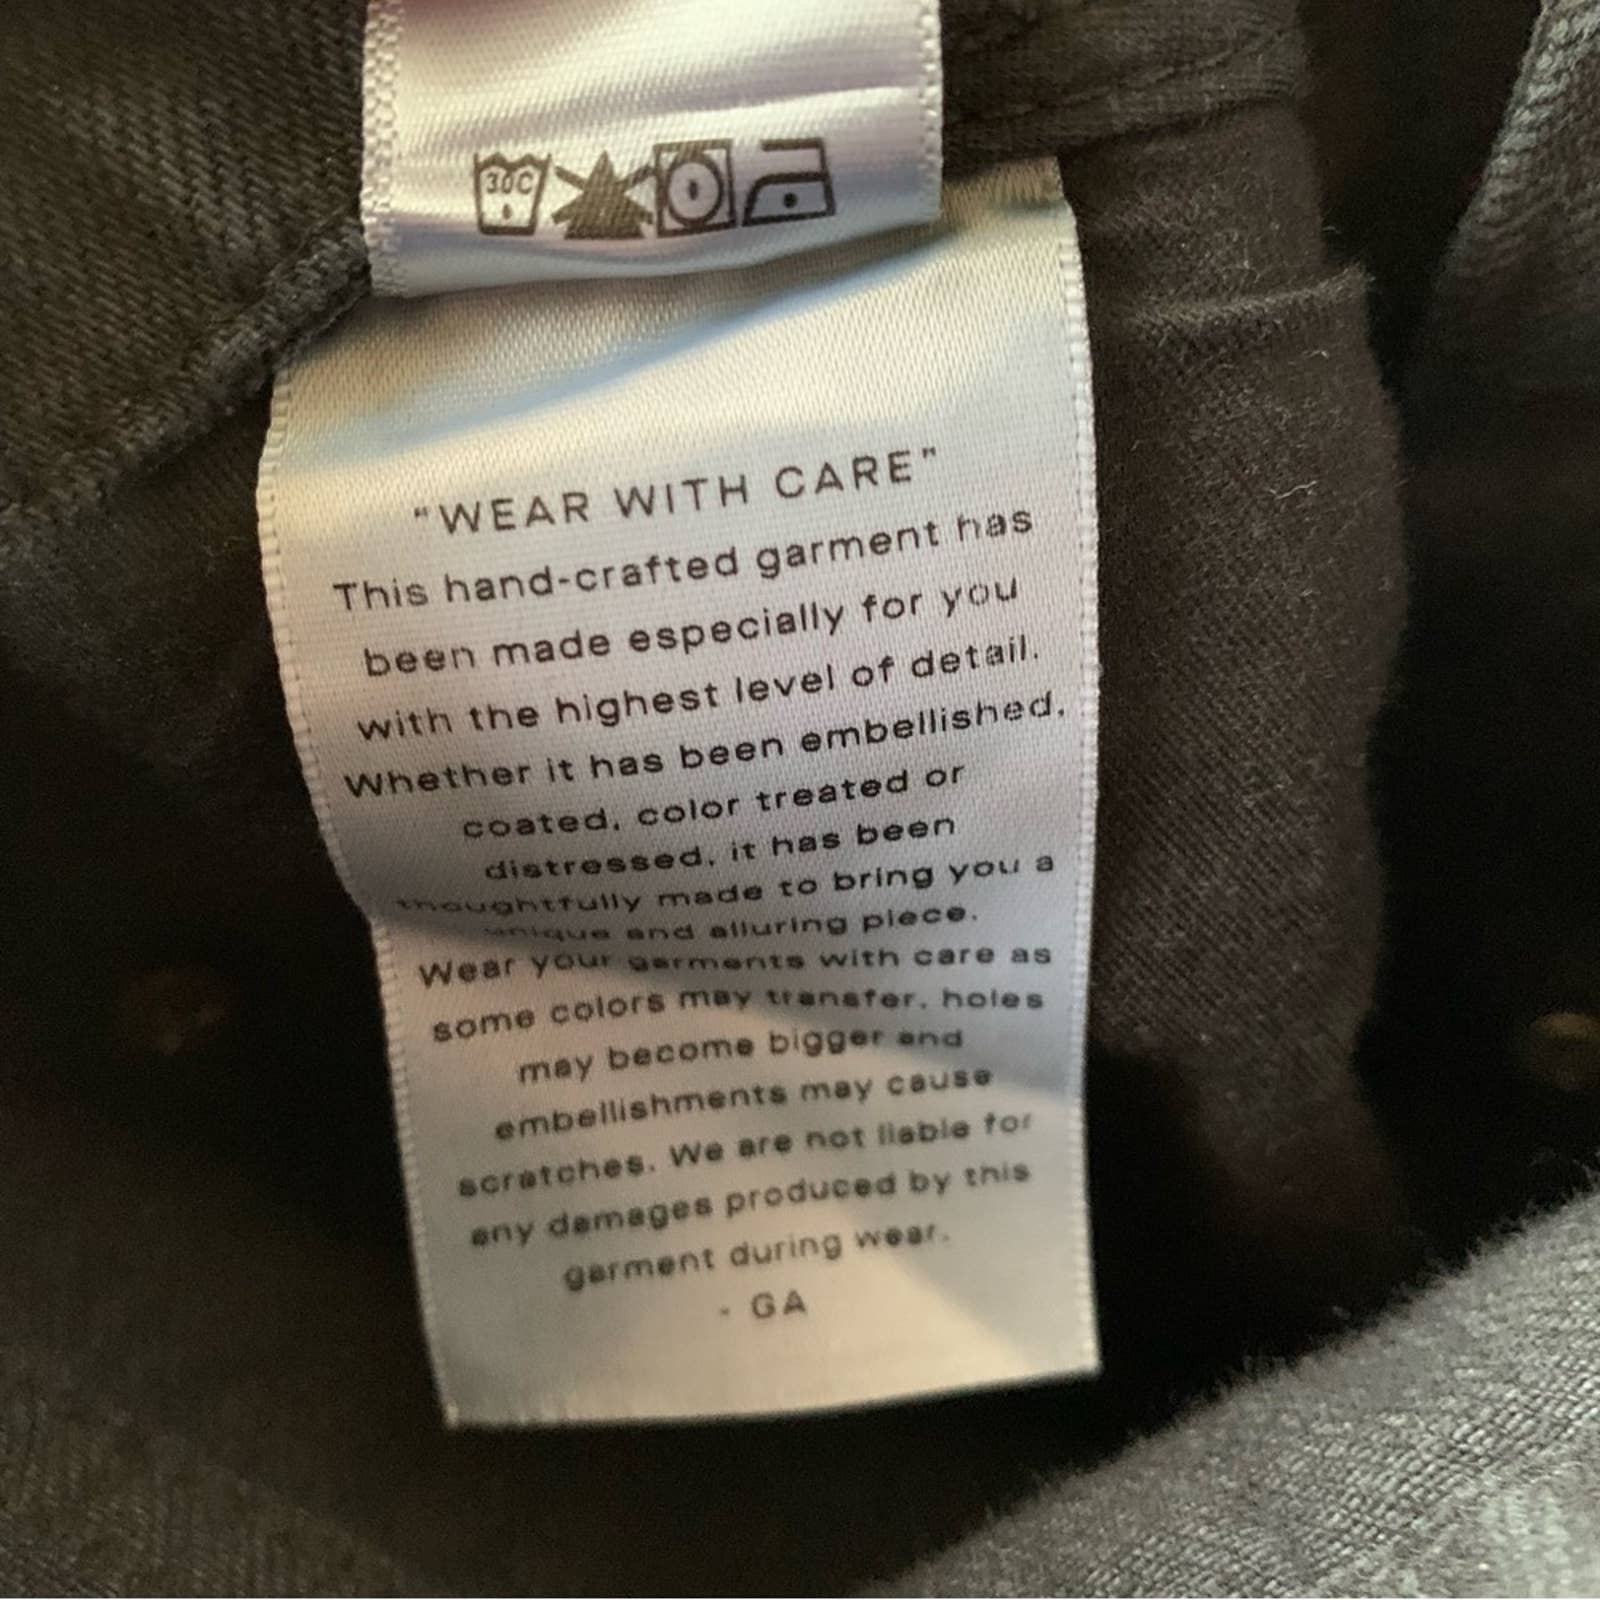 30C
"WEAR WITH CARE"
This hand-crafted garment has
been made especially for you
with the highest level of detail.
Whether it has been embellished,
coated, color treated or
distressed, it has been
thoughtfully made to bring you a
unique and alluring piece.
Wear your garments with care as
some colors may transfer, holes
may become bigger and
embellishments may cause
scratches. We are not liable for
any damages produced by this
garment during wear.
- GA